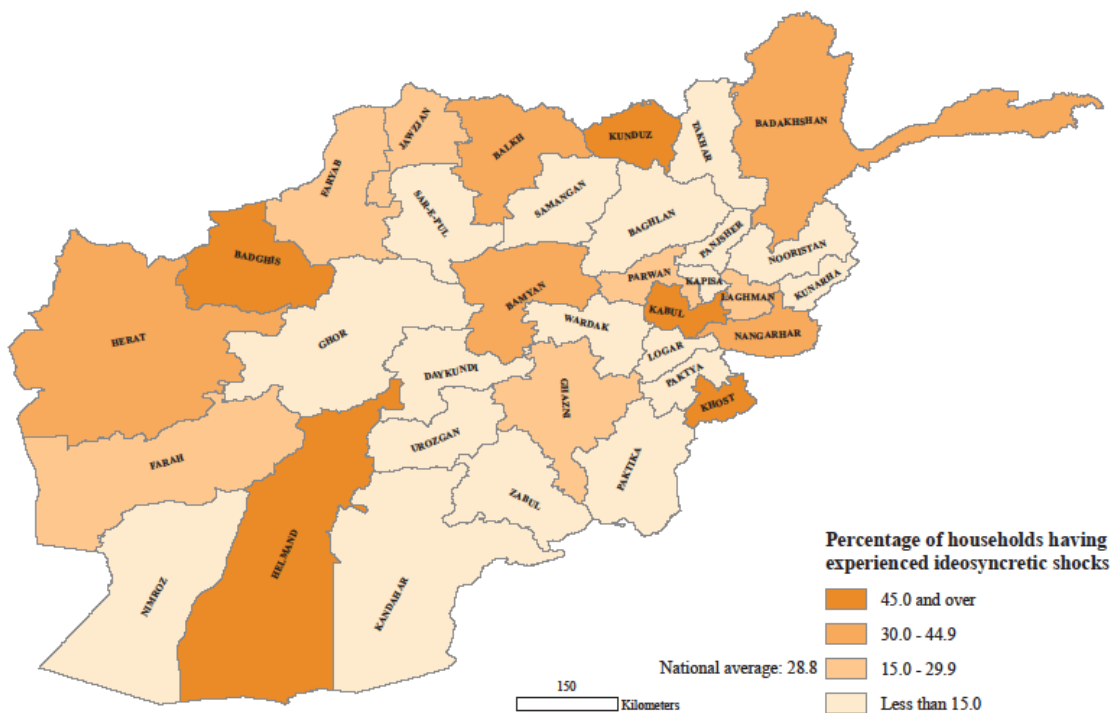 BADAKHSHAN
TAKHAR
KUNDUZ
JAWZJAN
BALKH
FARYAB
SAR-E-PUL
SAMANGAN
BAGHLAN
PANJSHER
NOORISTAN
BADGHIS
PARWAN
KAPISA
KUNARHA
LAGHMAN
BAMYAN
KABUL
HERAT
GHOR
WARDAK
NANGARHAR
LOGAR
DAYKUNDI
PAKTYA
GHAZNI
KHOST
UROZGAN
FARAH
PAKTIKA
ZABUL
HELMAND
NIMROZ
KANDAHAR
Percentage of households having
experienced ideosyncretic shocks
45.0 and over
30.0 - 44.9
National average: 28.8
15.0 - 29.9
Less than 15.0
150
Kilometers